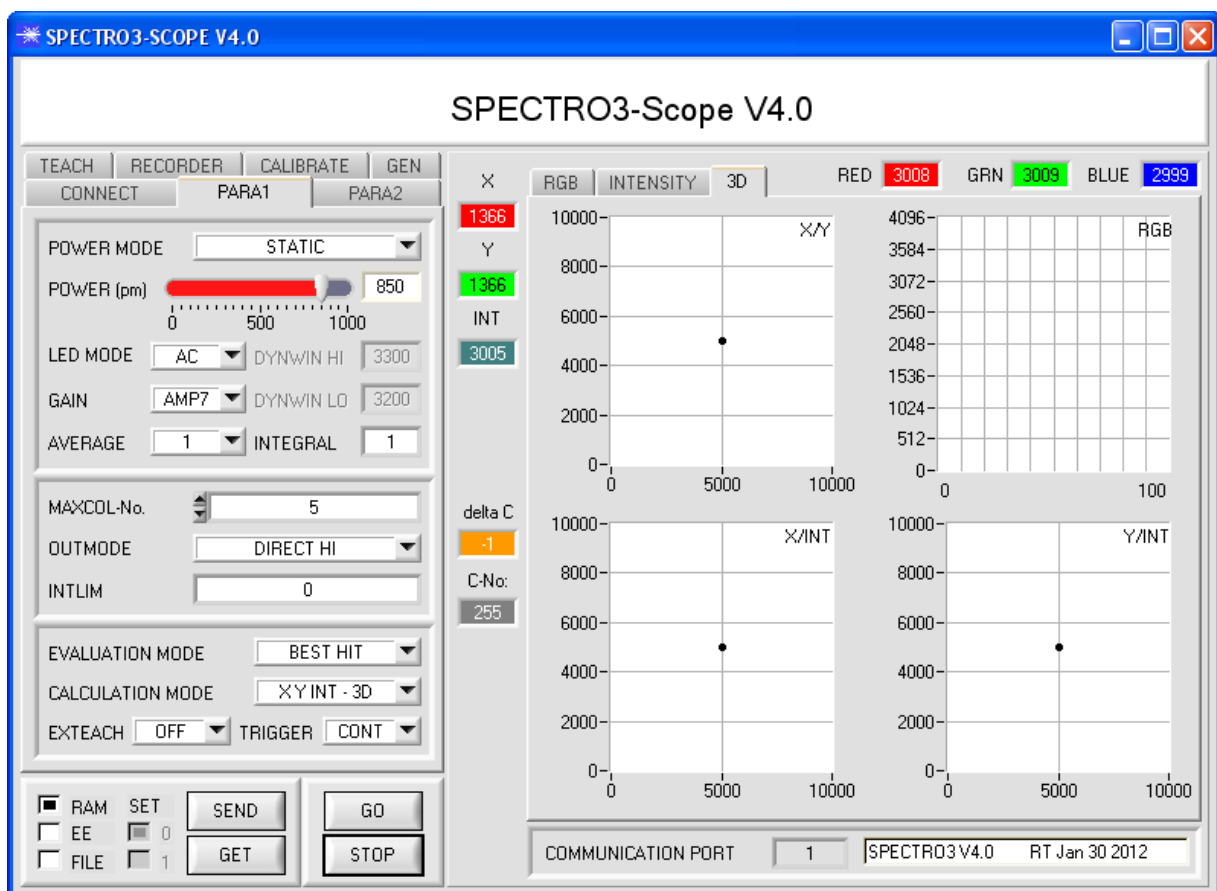 SPECTRO3-SCOPE V4.0
SPECTRO3-Scope V4.0
TEACH RECORDER CALIBRATE GEN
CONNECT PARA1 PARA2
POWER MODE STATIC
POWER (pm) 850
0 500 1000
LED MODE AC DYNWIN HI 3300
GAIN AMP7 DYNWIN LO 3200
AVERAGE 1 INTEGRAL 1
MAXCOL-No. 5
OUTMODE DIRECT HI
INTLIM 0
EVALUATION MODE BEST HIT
CALCULATION MODE X Y INT - 3D
EXTEACH OFF TRIGGER CONT
RAM SET
EE 0
FILE 1
SEND
GET
GO
STOP
X
1366
Y
1366
INT
3005
delta C
-1
C-No:
255
RGB INTENSITY 3D
RED 3008 GRN 3009 BLUE 2999
X/Y
10000
8000
6000
4000
2000
0
0 5000 10000
RGB
4096
3584
3072
2560
2048
1536
1024
512
0
0 100
X/INT
10000
8000
6000
4000
2000
0
0 5000 10000
Y/INT
10000
8000
6000
4000
2000
0
0 5000 10000
COMMUNICATION PORT 1 SPECTRO3 V4.0 RT Jan 30 2012